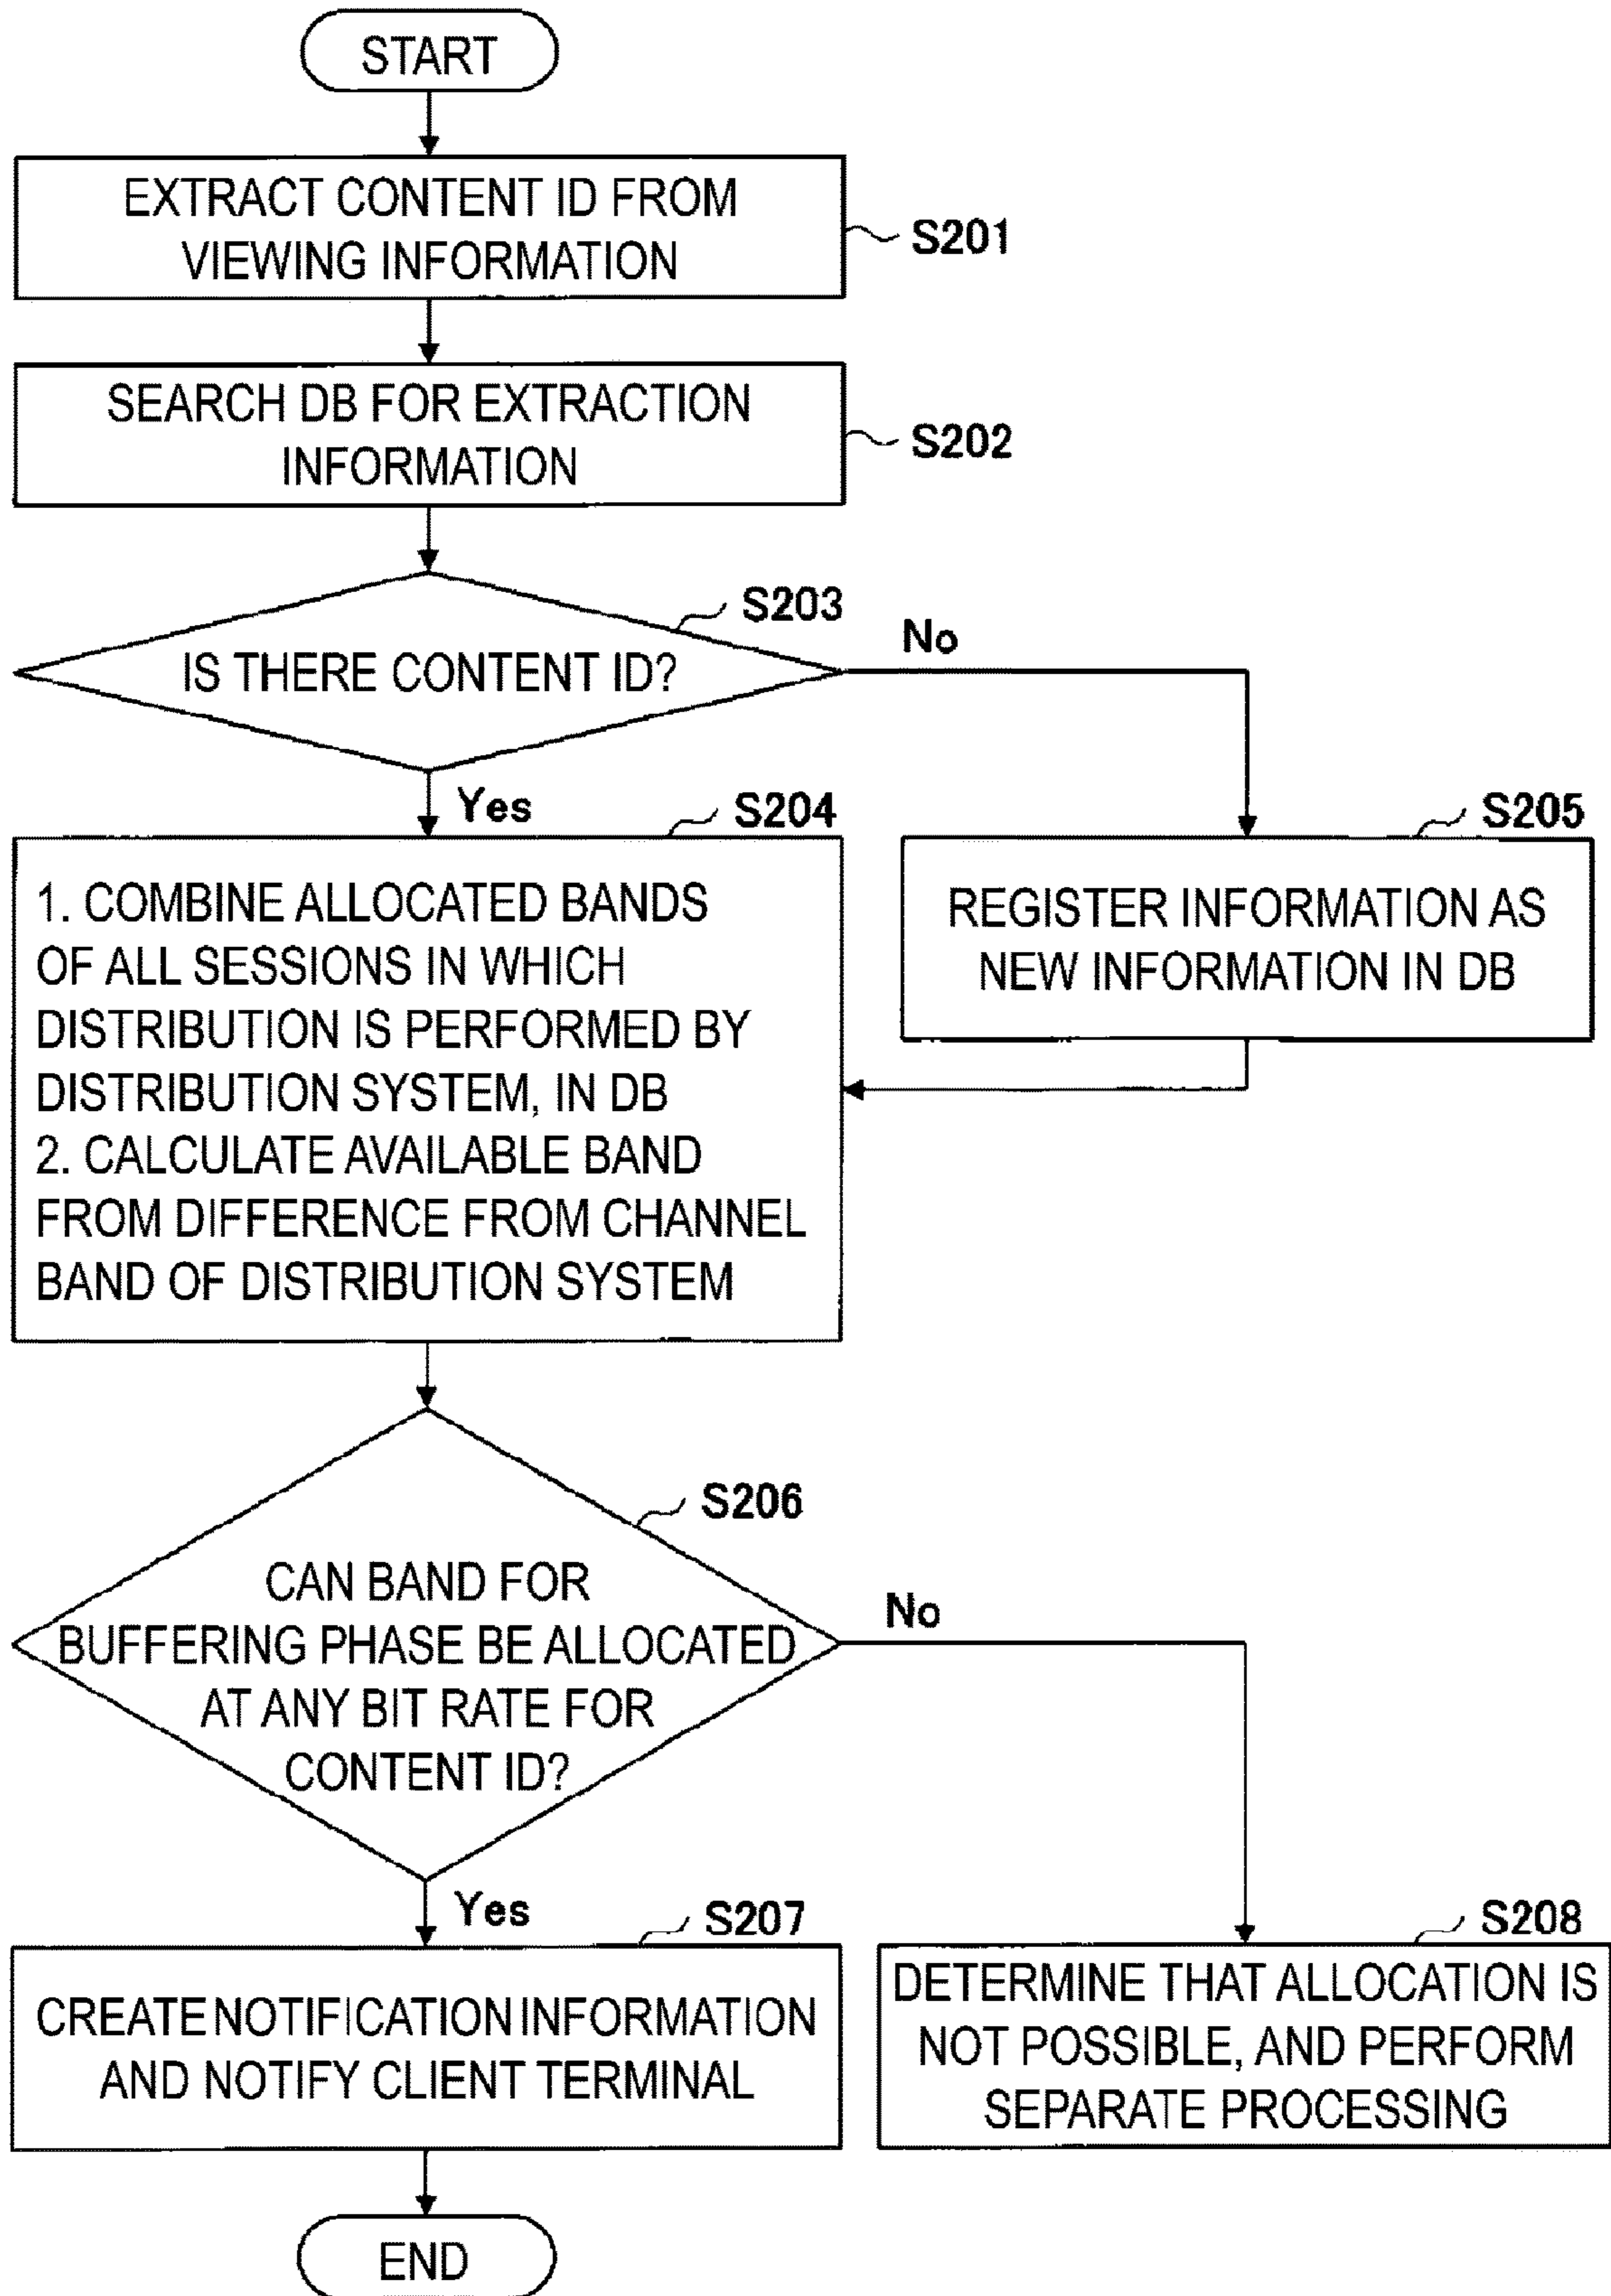 START
EXTRACT CONTENT ID FROM
VIEWING INFORMATION
S201
SEARCH DB FOR EXTRACTION
INFORMATION
S202
S203
IS THERE CONTENT ID?
No
Yes
S204
1. COMBINE ALLOCATED BANDS
OF ALL SESSIONS IN WHICH
DISTRIBUTION IS PERFORMED BY
DISTRIBUTION SYSTEM, IN DB
2. CALCULATE AVAILABLE BAND
FROM DIFFERENCE FROM CHANNEL
BAND OF DISTRIBUTION SYSTEM
S205
REGISTER INFORMATION AS
NEW INFORMATION IN DB
S206
CAN BAND FOR
BUFFERING PHASE BE ALLOCATED
AT ANY BIT RATE FOR
CONTENT ID?
No
Yes
S207
CREATE NOTIFICATION INFORMATION
AND NOTIFY CLIENT TERMINAL
S208
DETERMINE THAT ALLOCATION IS
NOT POSSIBLE, AND PERFORM
SEPARATE PROCESSING
END